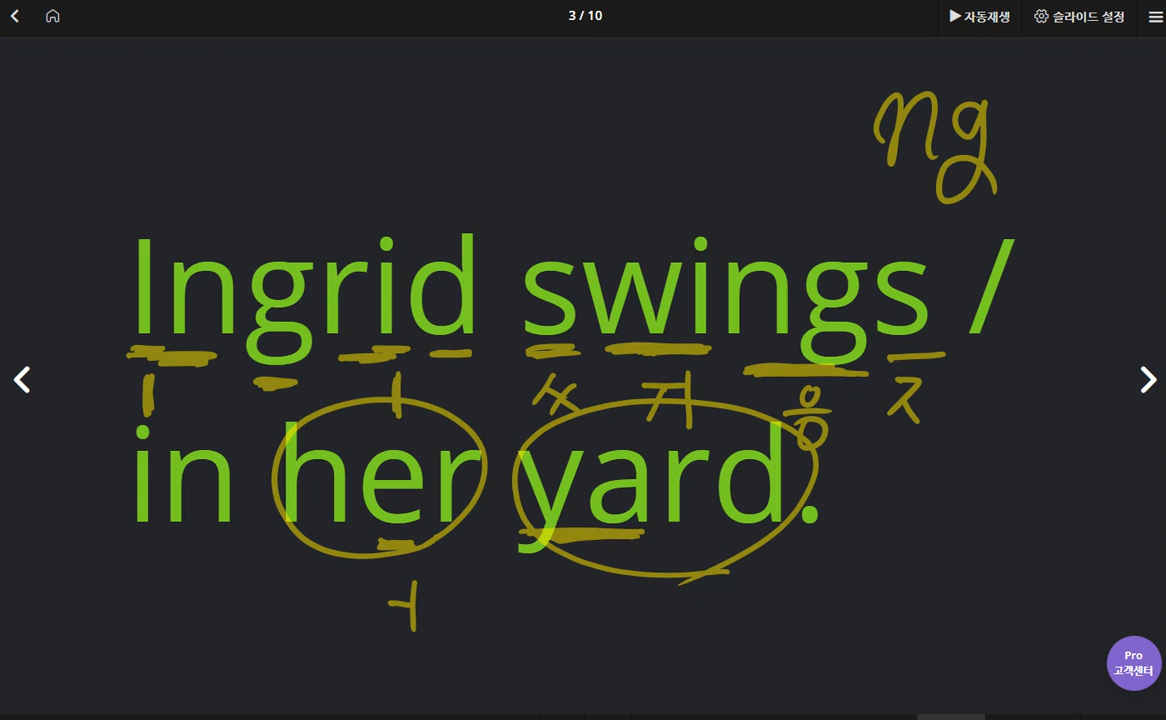 3 / 10
▶ 자동재생
슬라이드 설정
ng
Ingrid swings /
ㅣ ㅣ 응
in her yard.
ㅓ
Pro
고객센터